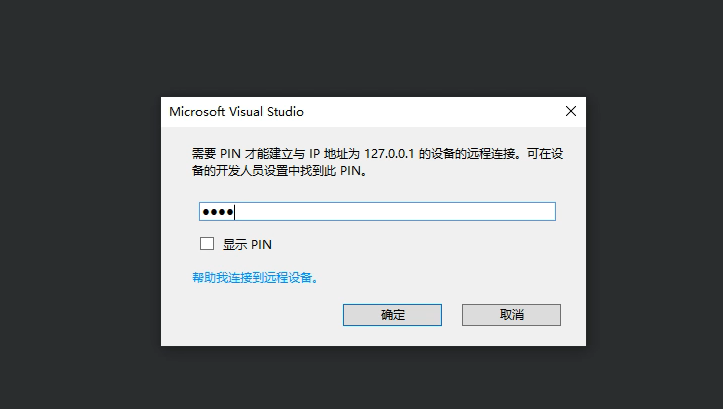 Microsoft Visual Studio
需要 PIN 才能建立与 IP 地址为 127.0.0.1 的设备的远程连接。可在设
备的开发人员设置中找到此 PIN。
●●●●
显示 PIN
帮助我连接到远程设备。
确定
取消